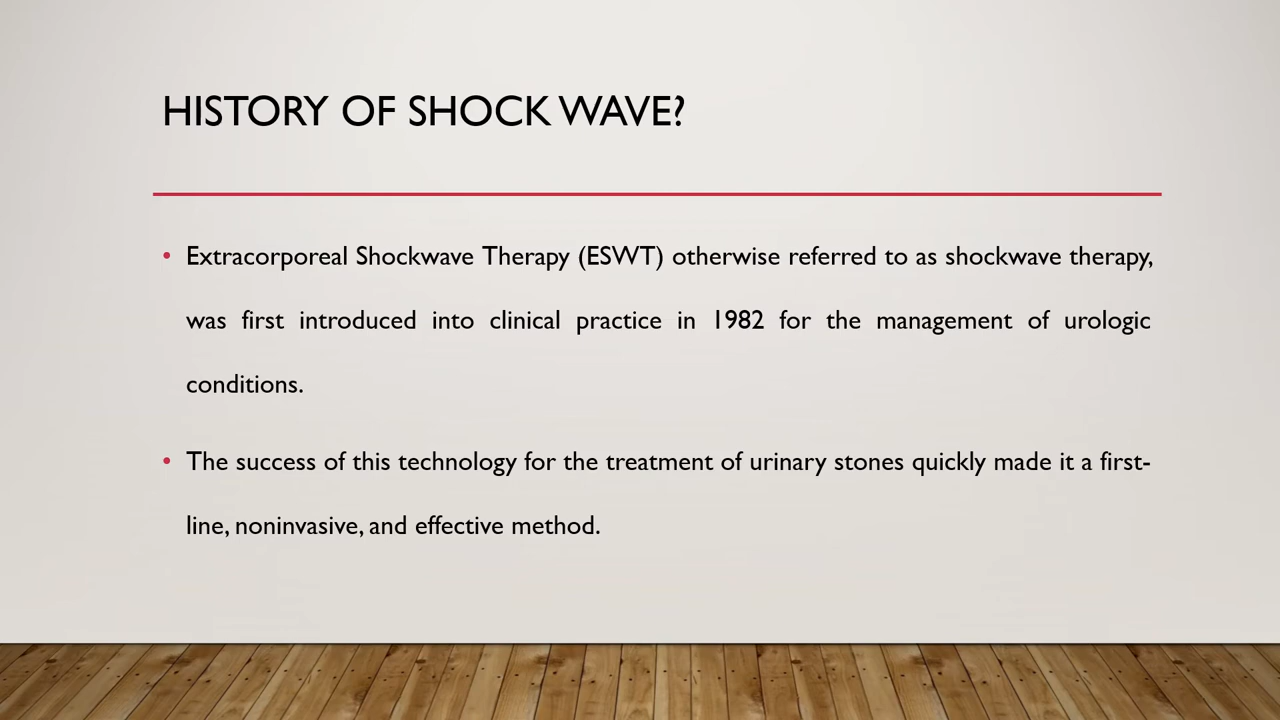 HISTORY OF SHOCK WAVE?
• Extracorporeal Shockwave Therapy (ESWT) otherwise referred to as shockwave therapy,
was first introduced into clinical practice in 1982 for the management of urologic
conditions.
• The success of this technology for the treatment of urinary stones quickly made it a first-
line, noninvasive, and effective method.